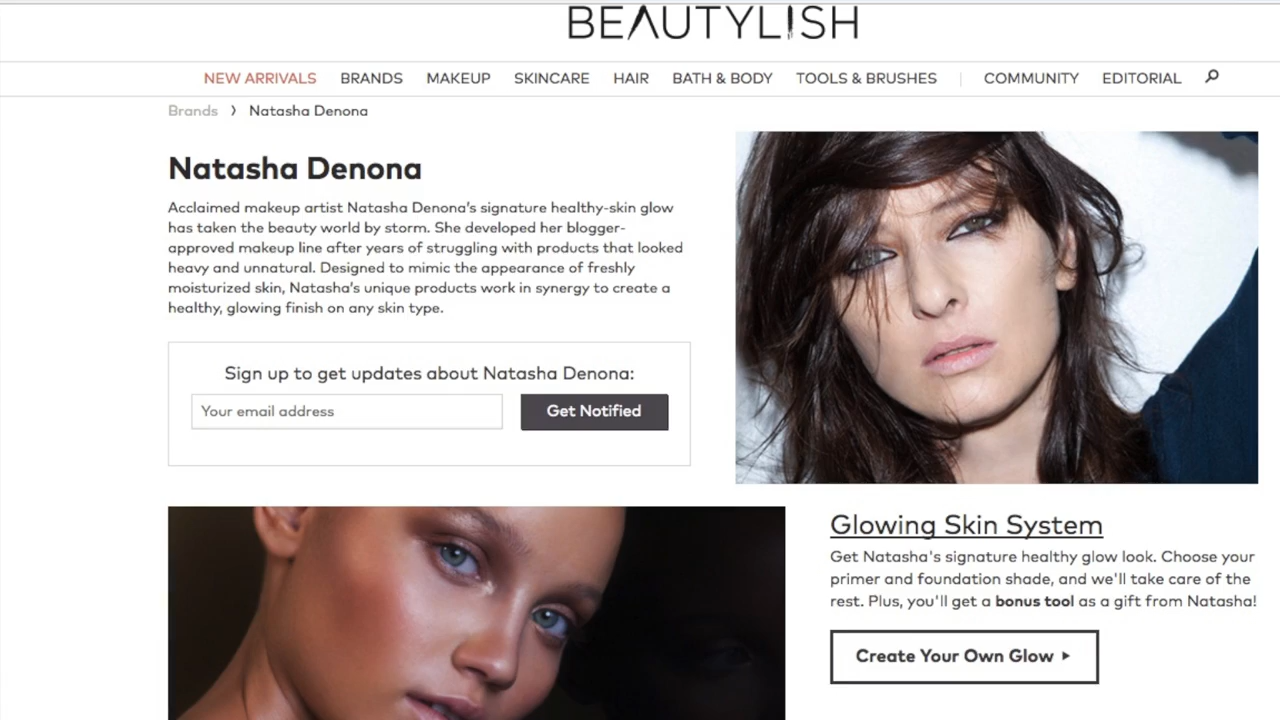 BEAUTYLISH
NEW ARRIVALS BRANDS MAKEUP SKINCARE HAIR BATH & BODY TOOLS & BRUSHES | COMMUNITY EDITORIAL
Brands › Natasha Denona
Natasha Denona
Acclaimed makeup artist Natasha Denona’s signature healthy-skin glow
has taken the beauty world by storm. She developed her blogger-
approved makeup line after years of struggling with products that looked
heavy and unnatural. Designed to mimic the appearance of freshly
moisturized skin, Natasha’s unique products work in synergy to create a
healthy, glowing finish on any skin type.
Sign up to get updates about Natasha Denona:
Your email address
Get Notified
Glowing Skin System
Get Natasha's signature healthy glow look. Choose your
primer and foundation shade, and we'll take care of the
rest. Plus, you'll get a bonus tool as a gift from Natasha!
Create Your Own Glow ▸